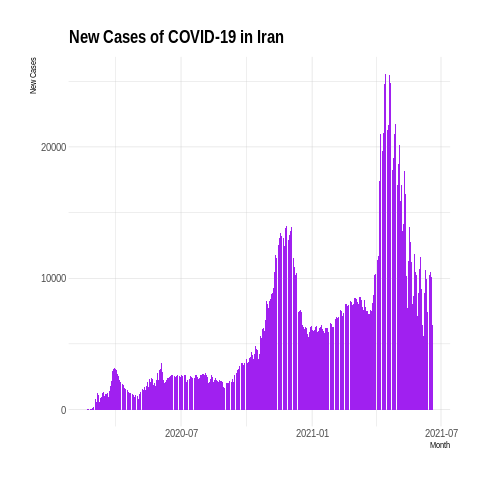 New Cases of COVID-19 in Iran
New Cases
20000
10000
0
2020-07
2021-01
2021-07
Month